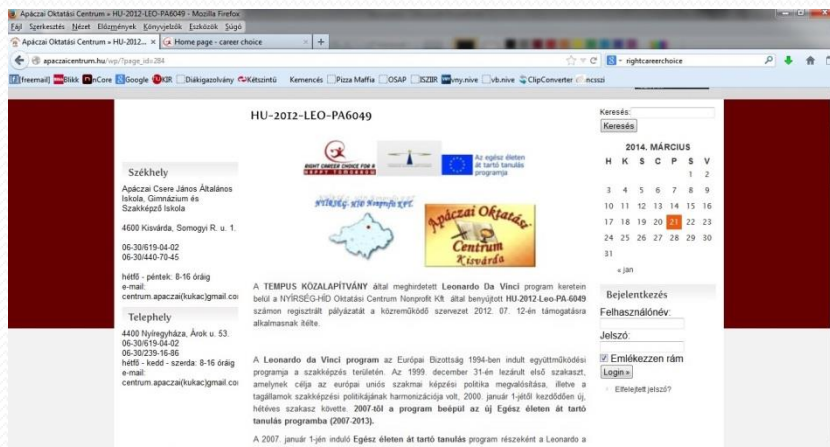 Apáczai Oktatási Centrum » HU-2012-LEO-PA6049 - Mozilla Firefox
Fájl Szerkesztés Nézet Előzmények Könyvjelzők Eszközök Súgó
Apáczai Oktatási Centrum » HU-2012... × Home page - career choice × +
apaczaicentrum.hu/wp/?page_id=284
rightcareerchoice
[freemail] Blikk nCore Google KIR Diákigazolvány Kétszintű Kemencés Pizza Maffia OSAP ISZIIR vny.nive vb.nive ClipConverter ncsszi
HU-2012-LEO-PA6049
RIGHT CAREER CHOICE FOR A
HAPPY TOMORROW
Az egész életen
át tartó tanulás
programja
NYÍRSÉG-HÍD Nonprofit KFT.
Apáczai Oktatási
Centrum
Kisvárda
A TEMPUS KÖZALAPÍTVÁNY által meghirdetett Leonardo Da Vinci program keretein
belül a NYÍRSÉG-HÍD Oktatási Centrum Nonprofit Kft által benyújtott HU-2012-Leo-PA-6049
számon regisztrált pályázatát a közreműködő szervezet 2012. 07. 12-én támogatásra
alkalmasnak ítélte.
A Leonardo da Vinci program az Európai Bizottság 1994-ben indult együttműködési
programja a szakképzés területén. Az 1999. december 31-én lezárult első szakaszt,
amelynek célja az európai uniós szakmai képzési politika megvalósítása, illetve a
tagállamok szakképzési politikájának harmonizációja volt, 2000. január 1-jétől kezdődően új,
hétéves szakasz követte. 2007-től a program beépül az új Egész életen át tartó
tanulás programba (2007-2013).
A 2007. január 1-jén induló Egész életen át tartó tanulás program részeként a Leonardo a
Székhely
Apáczai Csere János Általános
Iskola, Gimnázium és
Szakképző Iskola
4600 Kisvárda, Somogyi R. u. 1.
06-30/619-04-02
06-30/440-70-45
hétfő - péntek: 8-16 óráig
e-mail:
centrum.apaczai(kukac)gmail.co
Telephely
4400 Nyíregyháza, Árok u. 53.
06-30/619-04-02
06-30/239-16-86
hétfő - kedd - szerda: 8-16 óráig
e-mail:
centrum.apaczai(kukac)gmail.co
Keresés:
Keresés
2014. MÁRCIUS
H K S C P S V
1 2
3 4 5 6 7 8 9
10 11 12 13 14 15 16
17 18 19 20 21 22 23
24 25 26 27 28 29 30
31
« jan
Bejelentkezés
Felhasználónév:
Jelszó:
Emlékezzen rám
Login »
Elfelejtett jelszó?